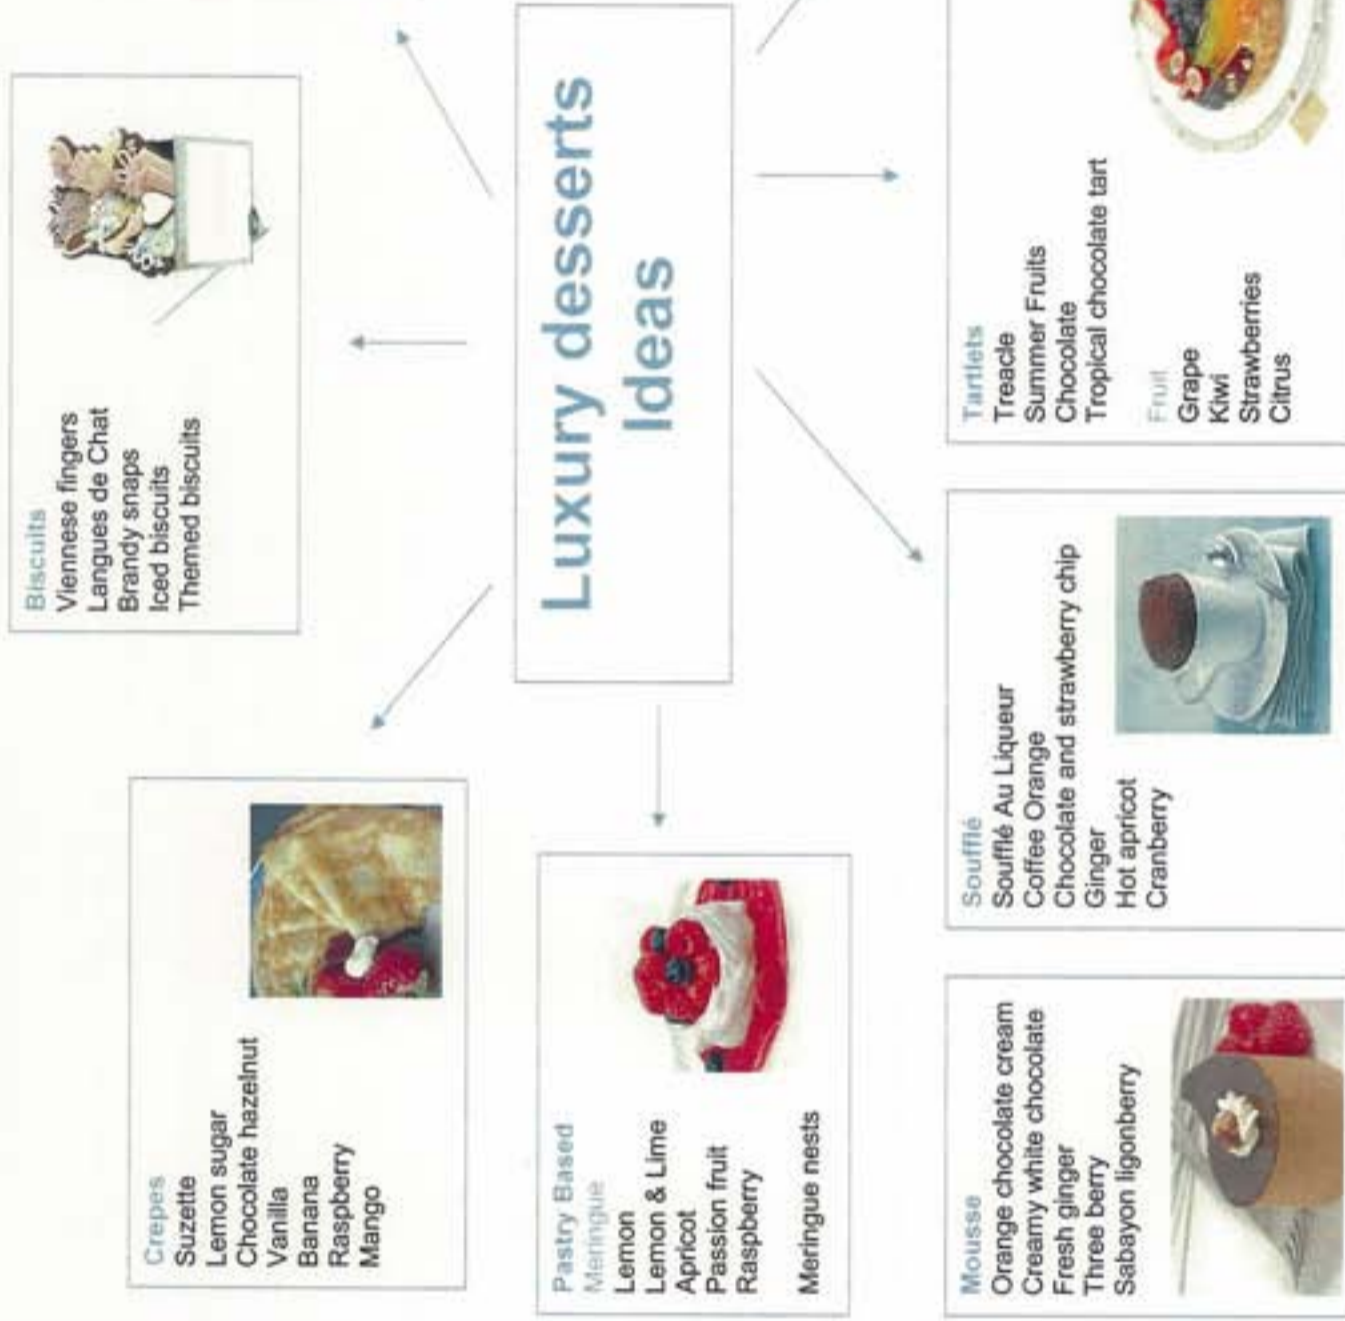 Luxury desserts
Ideas
Crepes
Suzette
Lemon sugar
Chocolate hazelnut
Vanilla
Banana
Raspberry
Mango
Biscuits
Viennese fingers
Langues de Chat
Brandy snaps
Iced biscuits
Themed biscuits
Pastry Based
Meringue
Lemon
Lemon & Lime
Apricot
Passion fruit
Raspberry
Meringue nests
Mousse
Orange chocolate cream
Creamy white chocolate
Fresh ginger
Three berry
Sabayon ligonberry
Soufflé
Soufflé Au Liqueur
Coffee Orange
Chocolate and strawberry chip
Ginger
Hot apricot
Cranberry
Tartlets
Treacle
Summer Fruits
Chocolate
Tropical chocolate tart
Fruit
Grape
Kiwi
Strawberries
Citrus